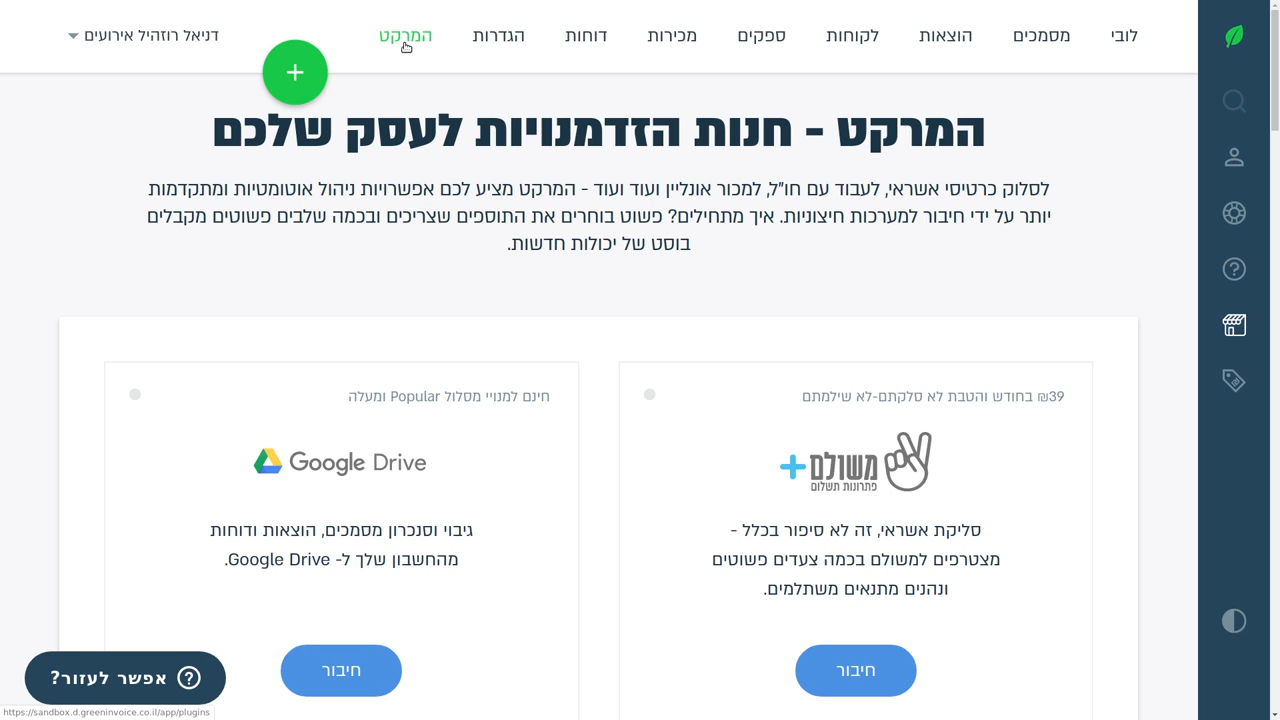 לובי
מסמכים
הוצאות
לקוחות
ספקים
מכירות
דוחות
הגדרות
המרקט
דניאל רוזהיל אירועים
המרקט - חנות הזדמנויות לעסק שלכם
לסלוק כרטיסי אשראי, לעבוד עם חו"ל, למכור אונליין ועוד ועוד - המרקט מציע לכם אפשרויות ניהול אוטומטיות ומתקדמות
יותר על ידי חיבור למערכות חיצוניות. איך מתחילים? פשוט בוחרים את התוספים שצריכים ובכמה שלבים פשוטים מקבלים
בוסט של יכולות חדשות.
₪39 בחודש והטבת לא סלקתם-לא שילמתם
משולם+
פתרונות תשלום
סליקת אשראי, זה לא סיפור בכלל -
מצטרפים למשולם בכמה צעדים פשוטים
ונהנים מתנאים משתלמים.
חיבור
חינם למנויי מסלול Popular ומעלה
Google Drive
גיבוי וסנכרון מסמכים, הוצאות ודוחות
מהחשבון שלך ל- Google Drive.
חיבור
אפשר לעזור?
https://sandbox.d.greeninvoice.co.il/app/plugins